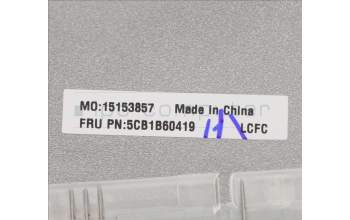 MO:15153857 Made in China
FRU PN:5CB1B60419 LCFC